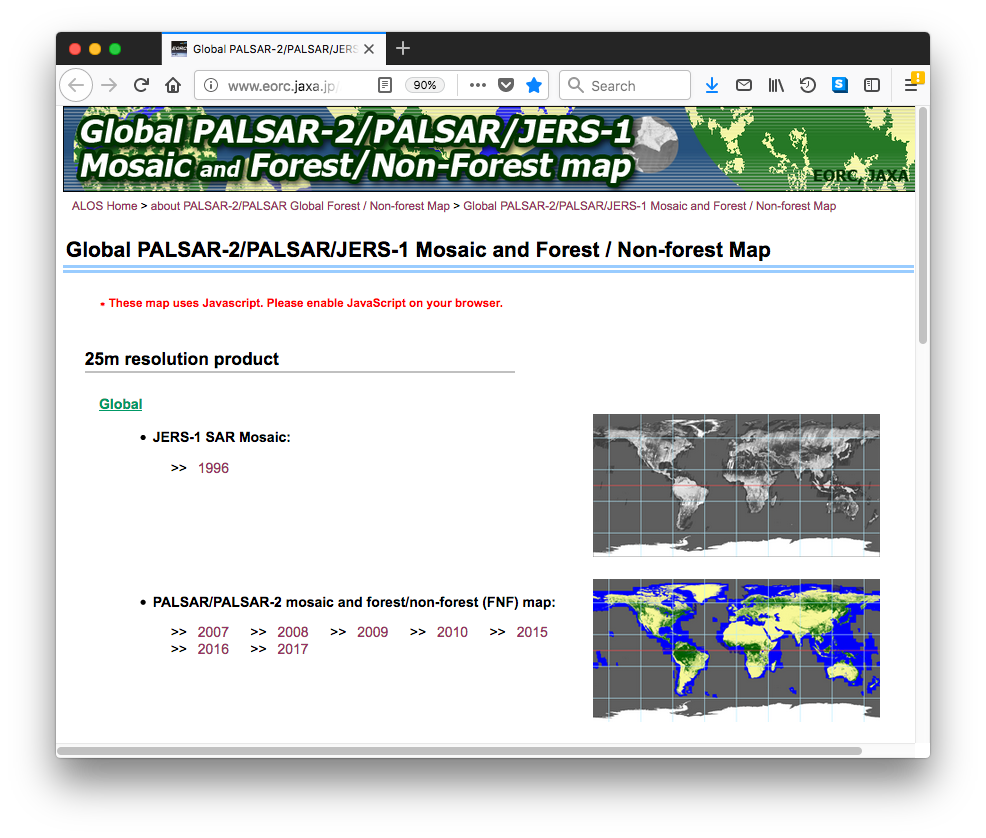 Global PALSAR-2/PALSAR/JERS
www.eorc.jaxa.jp/
90%
Search
Global PALSAR-2/PALSAR/JERS-1
Mosaic and Forest/Non-Forest map
EORC, JAXA
ALOS Home > about PALSAR-2/PALSAR Global Forest / Non-forest Map > Global PALSAR-2/PALSAR/JERS-1 Mosaic and Forest / Non-forest Map
Global PALSAR-2/PALSAR/JERS-1 Mosaic and Forest / Non-forest Map
* These map uses Javascript. Please enable JavaScript on your browser.
25m resolution product
Global
• JERS-1 SAR Mosaic:
>> 1996
• PALSAR/PALSAR-2 mosaic and forest/non-forest (FNF) map:
>> 2007 >> 2008 >> 2009 >> 2010 >> 2015
>> 2016 >> 2017